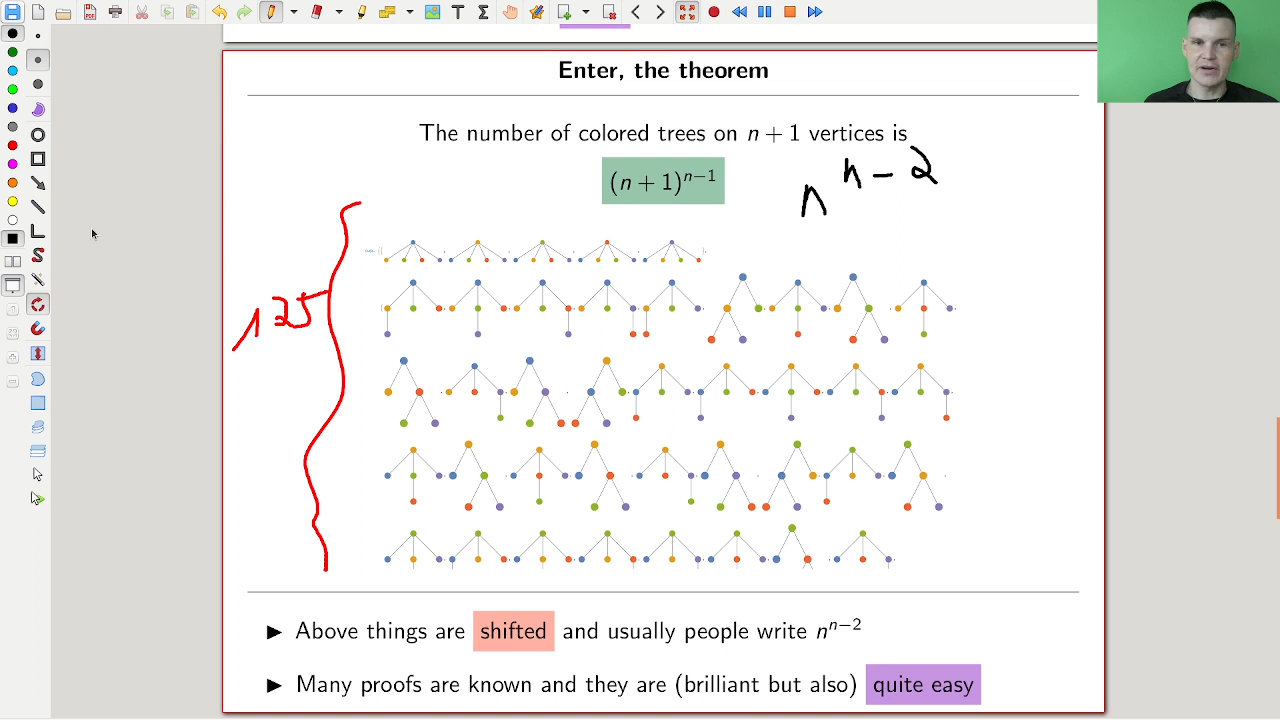 Enter, the theorem
The number of colored trees on n + 1 vertices is
(n + 1)^{n−1}
n^{n−2}
125
▶ Above things are shifted and usually people write n^{n−2}
▶ Many proofs are known and they are (brilliant but also) quite easy